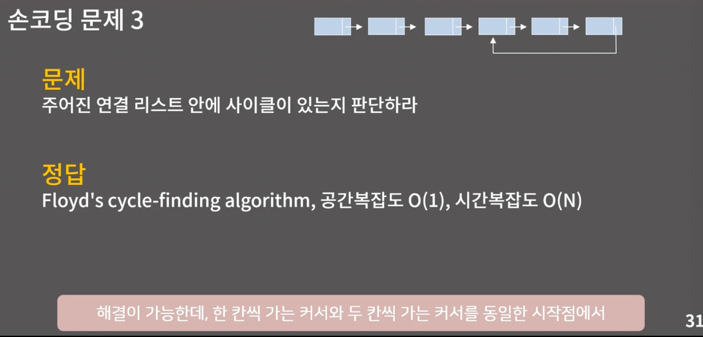 손코딩 문제 3
문제
주어진 연결 리스트 안에 사이클이 있는지 판단하라
정답
Floyd's cycle-finding algorithm, 공간복잡도 O(1), 시간복잡도 O(N)
해결이 가능한데, 한 칸씩 가는 커서와 두 칸씩 가는 커서를 동일한 시작점에서
31